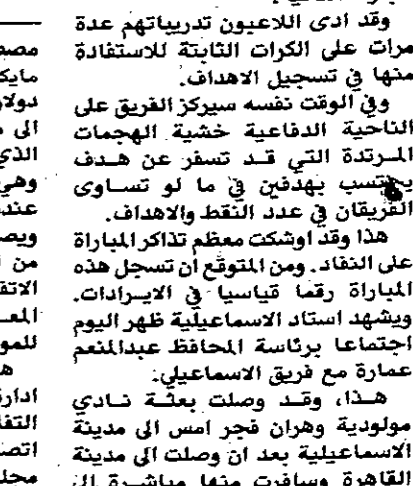 وقد ادى اللاعبون تدريباتهم عدة
مرات على الكرات الثابتة للاستفادة
منها في تسجيل الاهداف.
وفي الوقت نفسه سيركز الفريق على
الناحية الدفاعية خشية الهجمات
المرتدة التي قد تسفر عن هدف
يحتسب بهدفين في ما لو تساوى
الفريقان في عدد النقط والاهداف.
هذا وقد اوشكت معظم تذاكر المباراة
على النفاد. ومن المتوقع أن تسجل هذه
المباراة رقما قياسيا في الايرادات.
ويشهد استاد الاسماعيلية ظهر اليوم
اجتماعا برئاسة المحافظ عبدالمنعم
عمارة مع فريق الاسماعيلي.
هذا، وقد وصلت بعثة نادي
مولودية وهران فجر امس الى مدينة
الاسماعيلية بعد ان وصلت الى مدينة
القاهرة وسافرت منها مباشرة الى